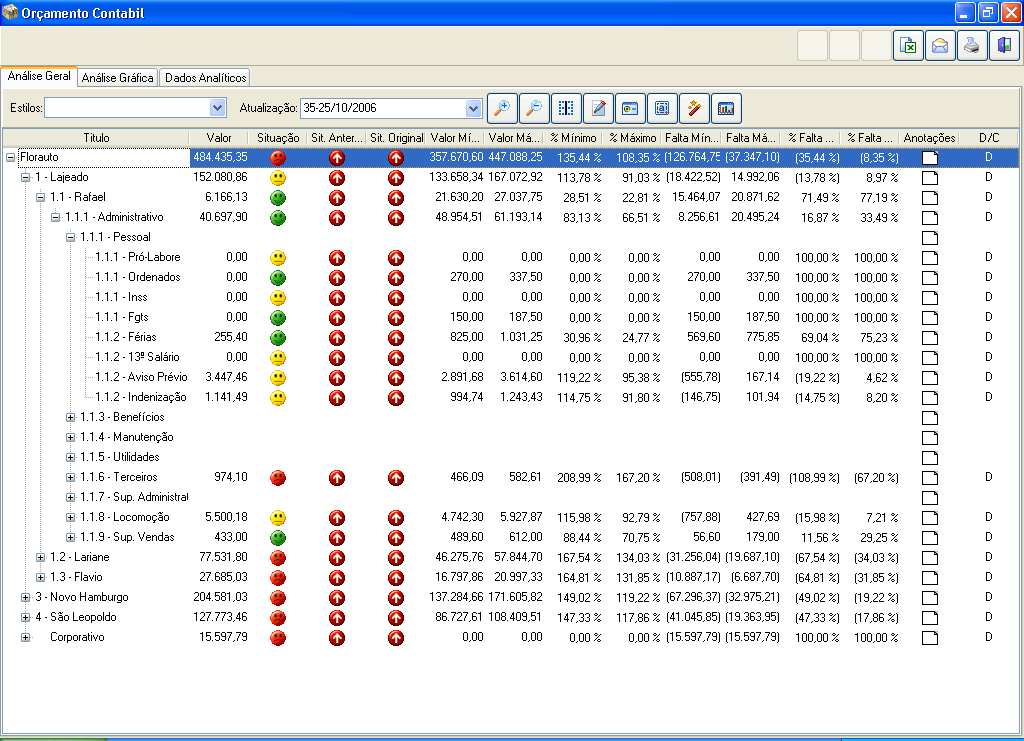 Orçamento Contabil
Análise Geral Análise Gráfica Dados Analíticos
Estilos: Atualização: 35-25/10/2006
Titulo Valor Situação Sit. Anter... Sit. Original Valor Mí... Valor Má... % Mínimo % Máximo Falta Mín... Falta Má... % Falta ... % Falta ... Anotações D/C
Florauto 484.435,35 357.670,60 447.088,25 135,44 % 108,35 % (126.764,75 (37.347,10) (35,44 %) (8,35 %) D
1 - Lajeado 152.080,86 133.658,34 167.072,92 113,78 % 91,03 % (18.422,52) 14.992,06 (13,78 %) 8,97 % D
1.1 - Rafael 6.166,13 21.630,20 27.037,75 28,51 % 22,81 % 15.464,07 20.871,62 71,49 % 77,19 % D
1.1.1 - Administrativo 40.697,90 48.954,51 61.193,14 83,13 % 66,51 % 8.256,61 20.495,24 16,87 % 33,49 % D
1.1.1 - Pessoal
1.1.1 - Pró-Labore 0,00 0,00 0,00 0,00 % 0,00 % 0,00 0,00 100,00 % 100,00 % D
1.1.1 - Ordenados 0,00 270,00 337,50 0,00 % 0,00 % 270,00 337,50 100,00 % 100,00 % D
1.1.1 - Inss 0,00 0,00 0,00 0,00 % 0,00 % 0,00 0,00 100,00 % 100,00 % D
1.1.1 - Fgts 0,00 150,00 187,50 0,00 % 0,00 % 150,00 187,50 100,00 % 100,00 % D
1.1.2 - Férias 255,40 825,00 1.031,25 30,96 % 24,77 % 569,60 775,85 69,04 % 75,23 % D
1.1.2 - 13º Salário 0,00 0,00 0,00 0,00 % 0,00 % 0,00 0,00 100,00 % 100,00 % D
1.1.2 - Aviso Prévio 3.447,46 2.891,68 3.614,60 119,22 % 95,38 % (555,78) 167,14 (19,22 %) 4,62 % D
1.1.2 - Indenização 1.141,49 994,74 1.243,43 114,75 % 91,80 % (146,75) 101,94 (14,75 %) 8,20 % D
1.1.3 - Benefícios
1.1.4 - Manutenção
1.1.5 - Utilidades
1.1.6 - Terceiros 974,10 466,09 582,61 208,99 % 167,20 % (508,01) (391,49) (108,99 %) (67,20 %) D
1.1.7 - Sup. Administrat
1.1.8 - Locomoção 5.500,18 4.742,30 5.927,87 115,98 % 92,79 % (757,88) 427,69 (15,98 %) 7,21 % D
1.1.9 - Sup. Vendas 433,00 489,60 612,00 88,44 % 70,75 % 56,60 179,00 11,56 % 29,25 % D
1.2 - Lariane 77.531,80 46.275,76 57.844,70 167,54 % 134,03 % (31.256,04) (19.687,10) (67,54 %) (34,03 %) D
1.3 - Flavio 27.685,03 16.797,86 20.997,33 164,81 % 131,85 % (10.887,17) (6.687,70) (64,81 %) (31,85 %) D
3 - Novo Hamburgo 204.581,03 137.284,66 171.605,82 149,02 % 119,22 % (67.296,37) (32.975,21) (49,02 %) (19,22 %) D
4 - São Leopoldo 127.773,46 86.727,61 108.409,51 147,33 % 117,86 % (41.045,85) (19.363,95) (47,33 %) (17,86 %) D
Corporativo 15.597,79 0,00 0,00 0,00 % 0,00 % (15.597,79) (15.597,79) 100,00 % 100,00 % D